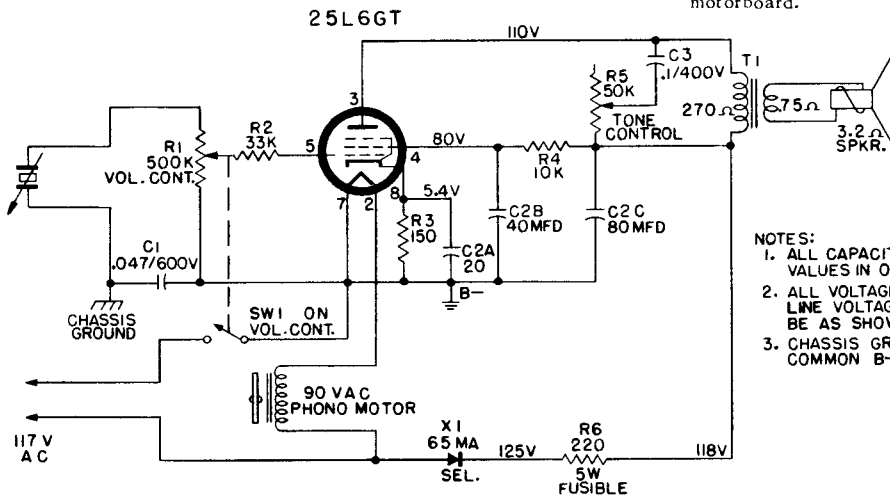 motorboard.
25L6GT
110V
C3
.1/400V
T1
R5
50K
TONE
CONTROL
270Ω
.75Ω
3.2Ω
SPKR.
3
R1
500K
VOL. CONT.
R2
33K
5
4
80V
R4
10K
7
2
8
5.4V
R3
150
C2A
20
C2B
40MFD
C2C
80MFD
C1
.047/600V
B-
CHASSIS
GROUND
SW1 ON
VOL. CONT.
NOTES:
1. ALL CAPACIT
VALUES IN O
2. ALL VOLTAG
LINE VOLTAG
BE AS SHOW
3. CHASSIS GR
COMMON B-
90 VAC
PHONO MOTOR
117 V
AC
X1
65 MA
SEL.
125V
R6
220
5W
FUSIBLE
118V